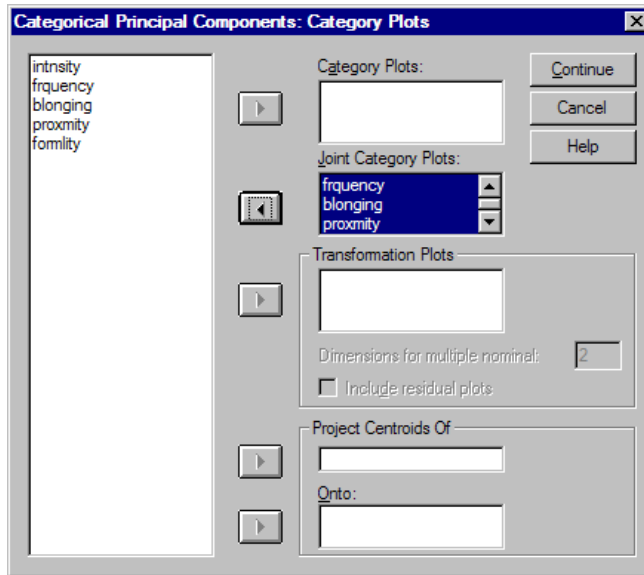 Categorical Principal Components: Category Plots
intnsity
frquency
blonging
proxmity
formlity
Category Plots:
Joint Category Plots:
frquency
blonging
proxmity
Transformation Plots
Dimensions for multiple nominal: 2
Include residual plots
Project Centroids Of
Onto:
Continue
Cancel
Help